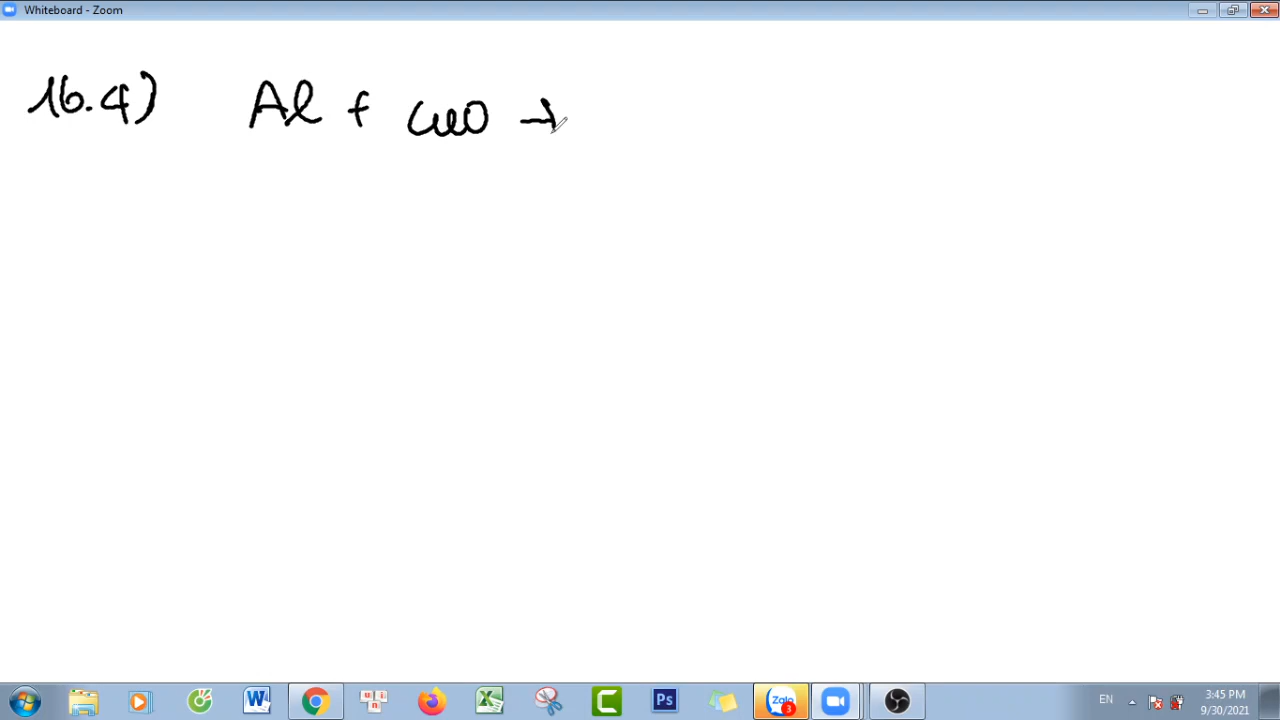 Whiteboard - Zoom
16.4) Al + CuO →
EN
3:45 PM
9/30/2021